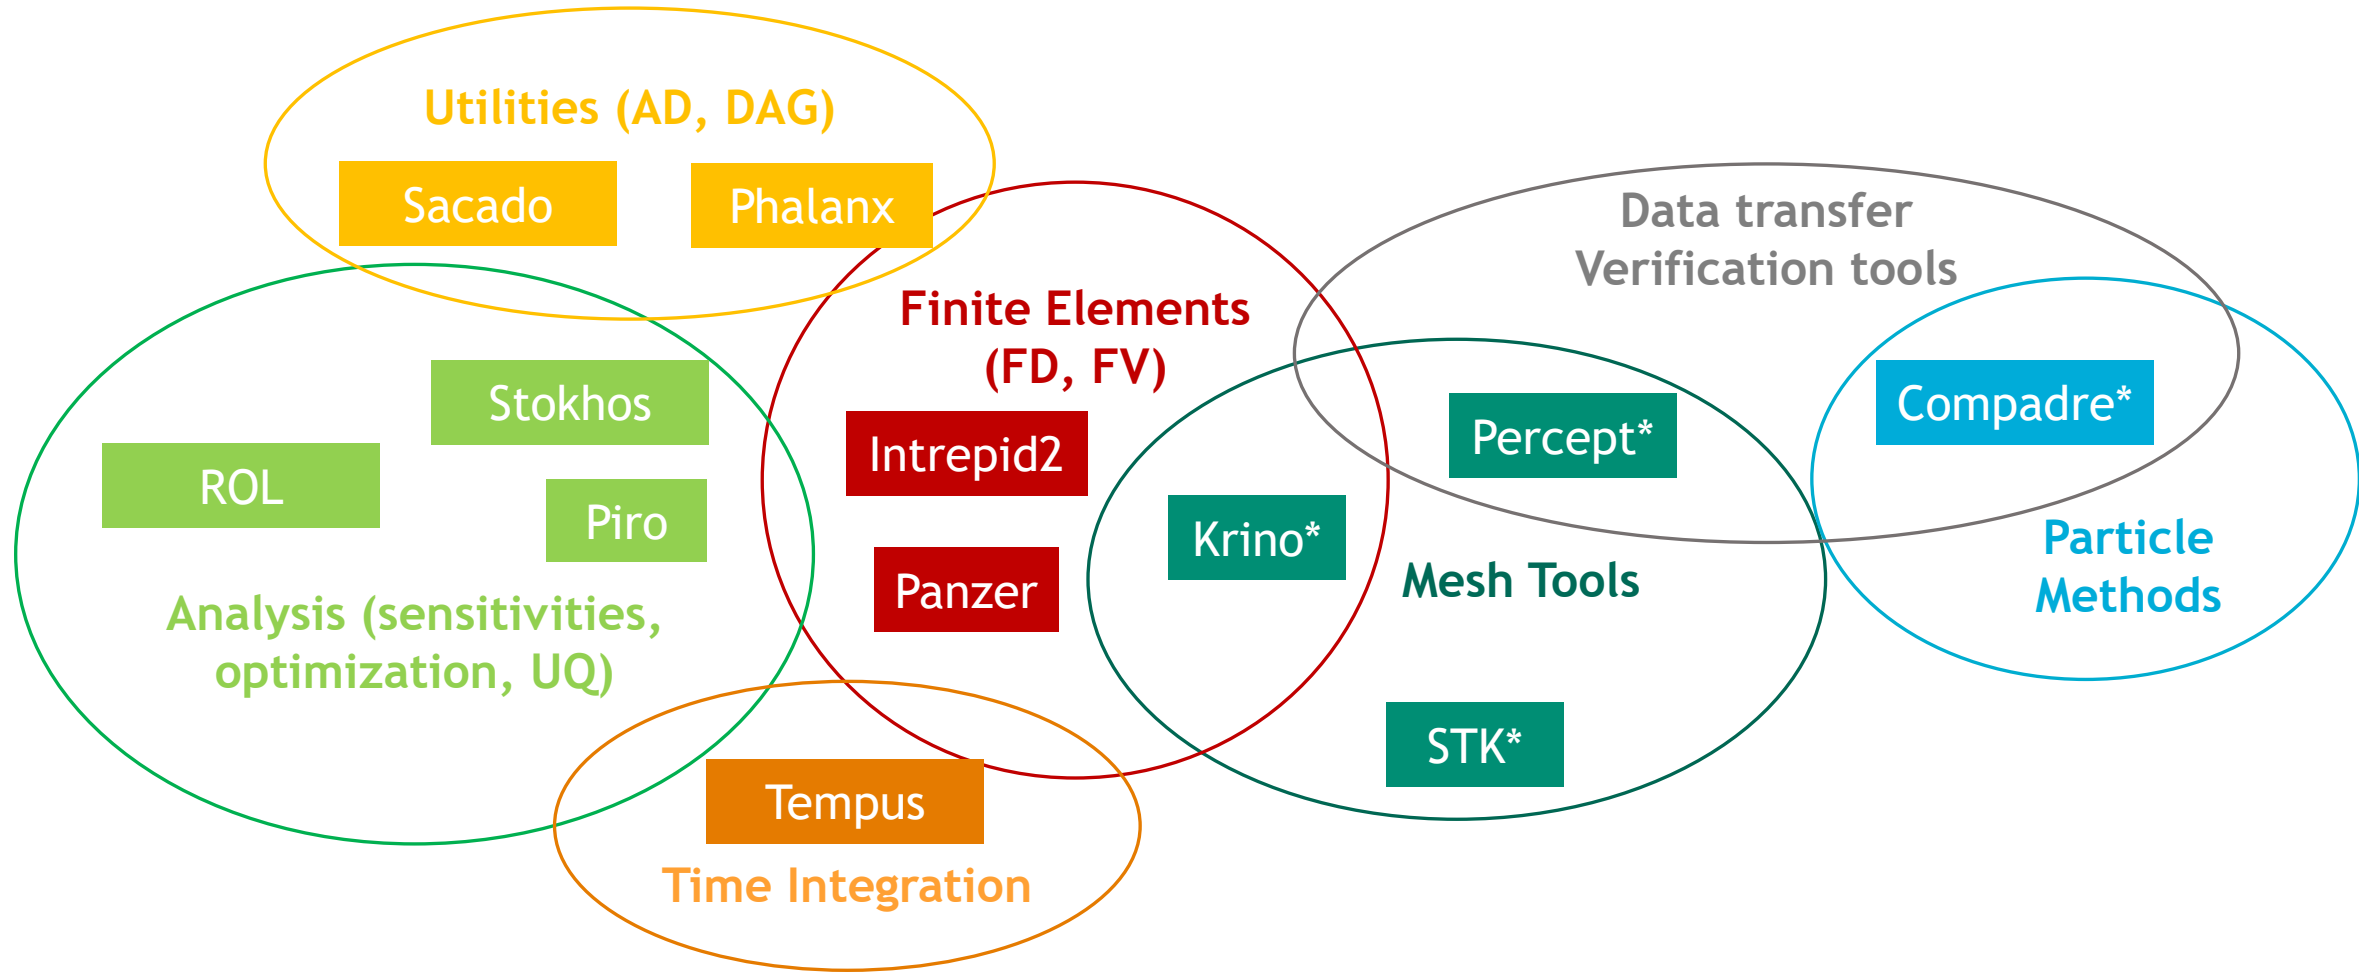 Utilities (AD, DAG)
Sacado
Phalanx
Data transfer
Verification tools
Finite Elements
(FD, FV)
Stokhos
ROL
Piro
Analysis (sensitivities,
optimization, UQ)
Intrepid2
Panzer
Krino*
Percept*
Mesh Tools
STK*
Compadre*
Particle
Methods
Tempus
Time Integration